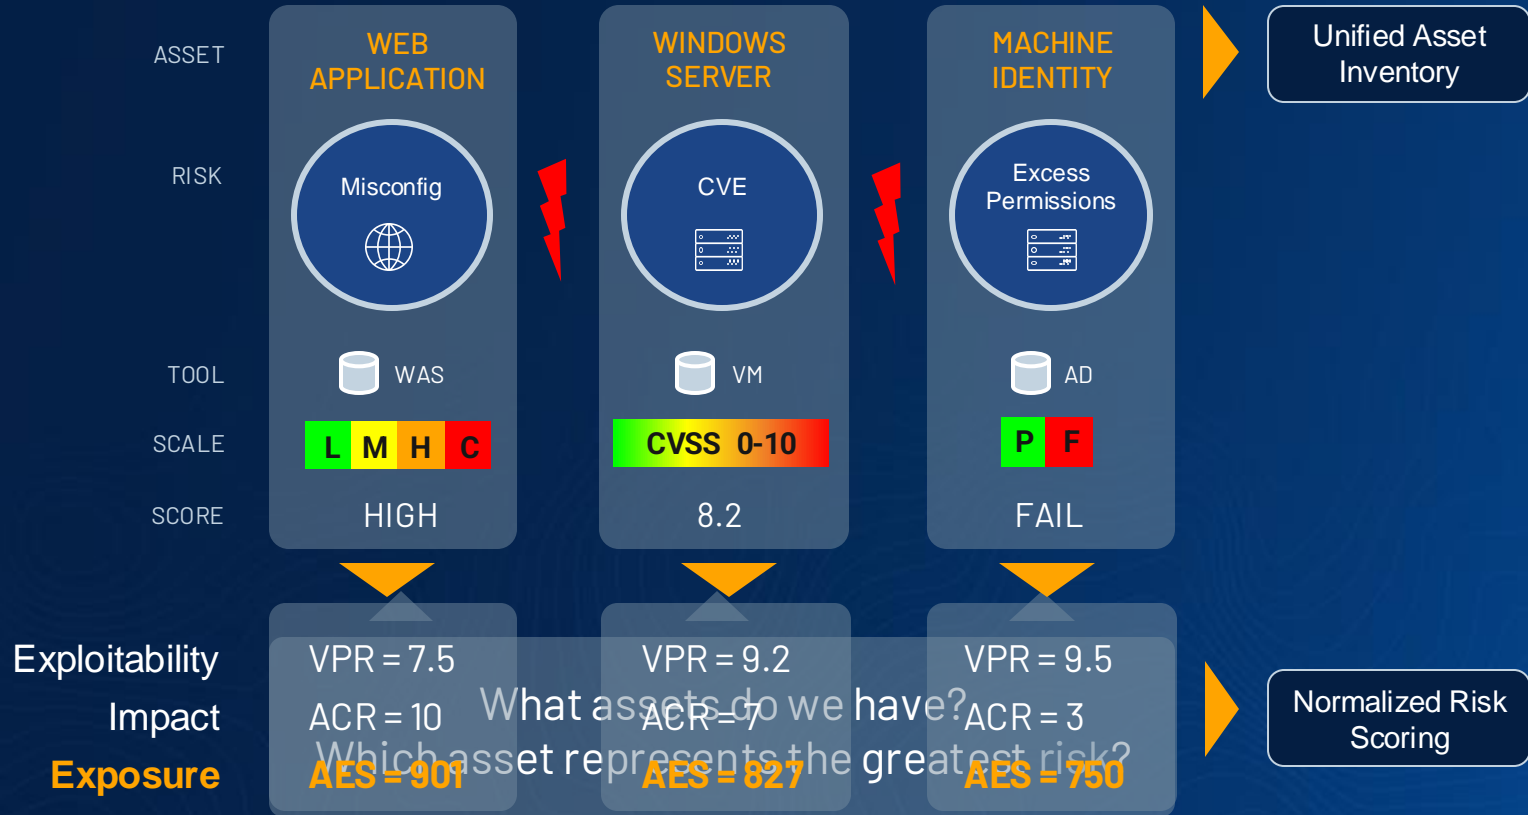 ASSET
WEB
APPLICATION
WINDOWS
SERVER
MACHINE
IDENTITY
Unified Asset
Inventory
RISK
Misconfig
CVE
Excess
Permissions
TOOL
WAS
VM
AD
SCALE
L M H C
CVSS 0-10
P F
SCORE
HIGH
8.2
FAIL
Exploitability
VPR = 7.5
VPR = 9.2
VPR = 9.5
Impact
ACR = 10
ACR = 7
ACR = 3
What assets do we have?
Which asset represents the greatest risk?
Exposure
AES = 901
AES = 827
AES = 750
Normalized Risk
Scoring